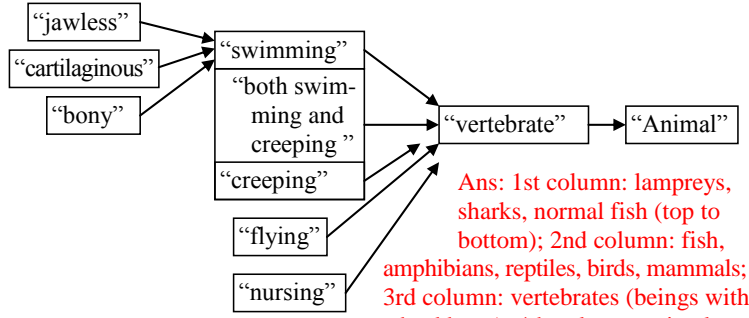 “jawless”
“cartilaginous”
“bony”
“swimming”
“both swim-
ming and
creeping ”
“creeping”
“flying”
“nursing”
“vertebrate”
“Animal”
Ans: 1st column: lampreys,
sharks, normal fish (top to
bottom); 2nd column: fish,
amphibians, reptiles, birds, mammals;
3rd column: vertebrates (beings with